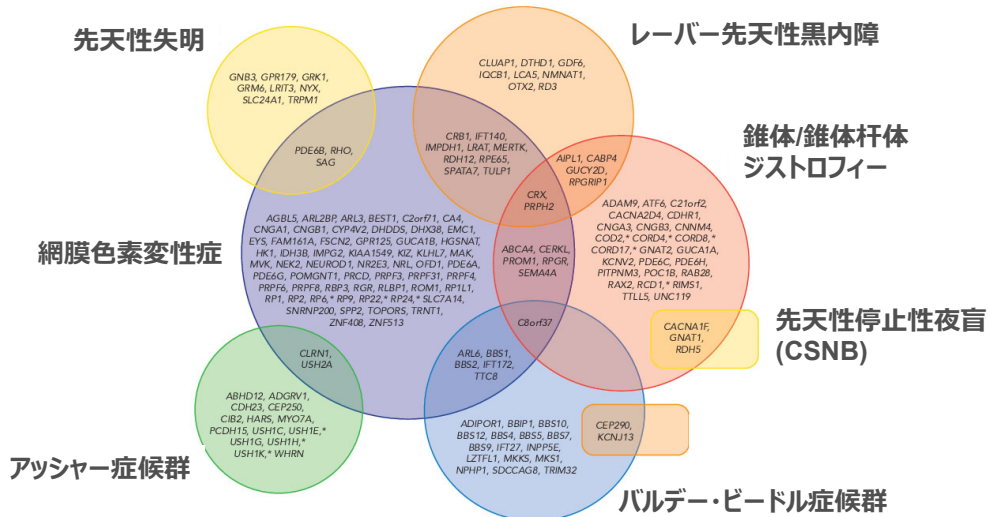 先天性失明
GNB3, GPR179, GRK1,
GRM6, LRIT3, NYX,
SLC24A1, TRPM1
PDE6B, RHO,
SAG
レーバー先天性黒内障
CLUAP1, DTHD1, GDF6,
IQCB1, LCA5, NMNAT1,
OTX2, RD3
CRB1, IFT140,
IMPDH1, LRAT, MERTK,
RDH12, RPE65,
SPATA7, TULP1
AIPL1, CABP4
GUCY2D,
RPGRIP1
CRX,
PRPH2
錐体/錐体杆体
ジストロフィー
ADAM9, ATF6, C21orf2,
CACNA2D4, CDHR1,
CNGA3, CNGB3, CNNM4,
COD2,* CORD4,* CORD8,*
CORD17,* GNAT2, GUCA1A,
KCNV2, PDE6C, PDE6H,
PITPNM3, POC1B, RAB28,
RAX2, RCD1,* RIMS1,
TTLL5, UNC119
網膜色素変性症
AGBL5, ARL2BP, ARL3, BEST1, C2orf71, CA4,
CNGA1, CNGB1, CYP4V2, DHDDS, DHX38, EMC1,
EYS, FAM161A, FSCN2, GPR125, GUCA1B, HGSNAT,
HK1, IDH3B, IMPG2, KIAA1549, KIZ, KLHL7, MAK,
MVK, NEK2, NEUROD1, NR2E3, NRL, OFD1, PDE6A,
PDE6G, POMGNT1, PRCD, PRPF3, PRPF31, PRPF4,
PRPF6, PRPF8, RBP3, RGR, RLBP1, ROM1, RP1L1,
RP1, RP2, RP6,* RP9, RP22,* RP24,* SLC7A14,
SNRNP200, SPP2, TOPORS, TRNT1,
ZNF408, ZNF513
ABCA4, CERKL,
PROM1, RPGR,
SEMA4A
C8orf37
CACNA1F,
GNAT1,
RDH5
先天性停止性夜盲
(CSNB)
CLRN1,
USH2A
ARL6, BBS1,
BBS2, IFT172,
TTC8
ABHD12, ADGRV1,
CDH23, CEP250,
CIB2, HARS, MYO7A,
PCDH15, USH1C, USH1E,*
USH1G, USH1H,*
USH1K,* WHRN
アッシャー症候群
ADIPOR1, BBIP1, BBS10,
BBS12, BBS4, BBS5, BBS7,
BBS9, IFT27, INPP5E,
LZTFL1, MKKS, MKS1,
NPHP1, SDCCAG8, TRIM32
CEP290,
KCNJ13
バルデー・ビードル症候群